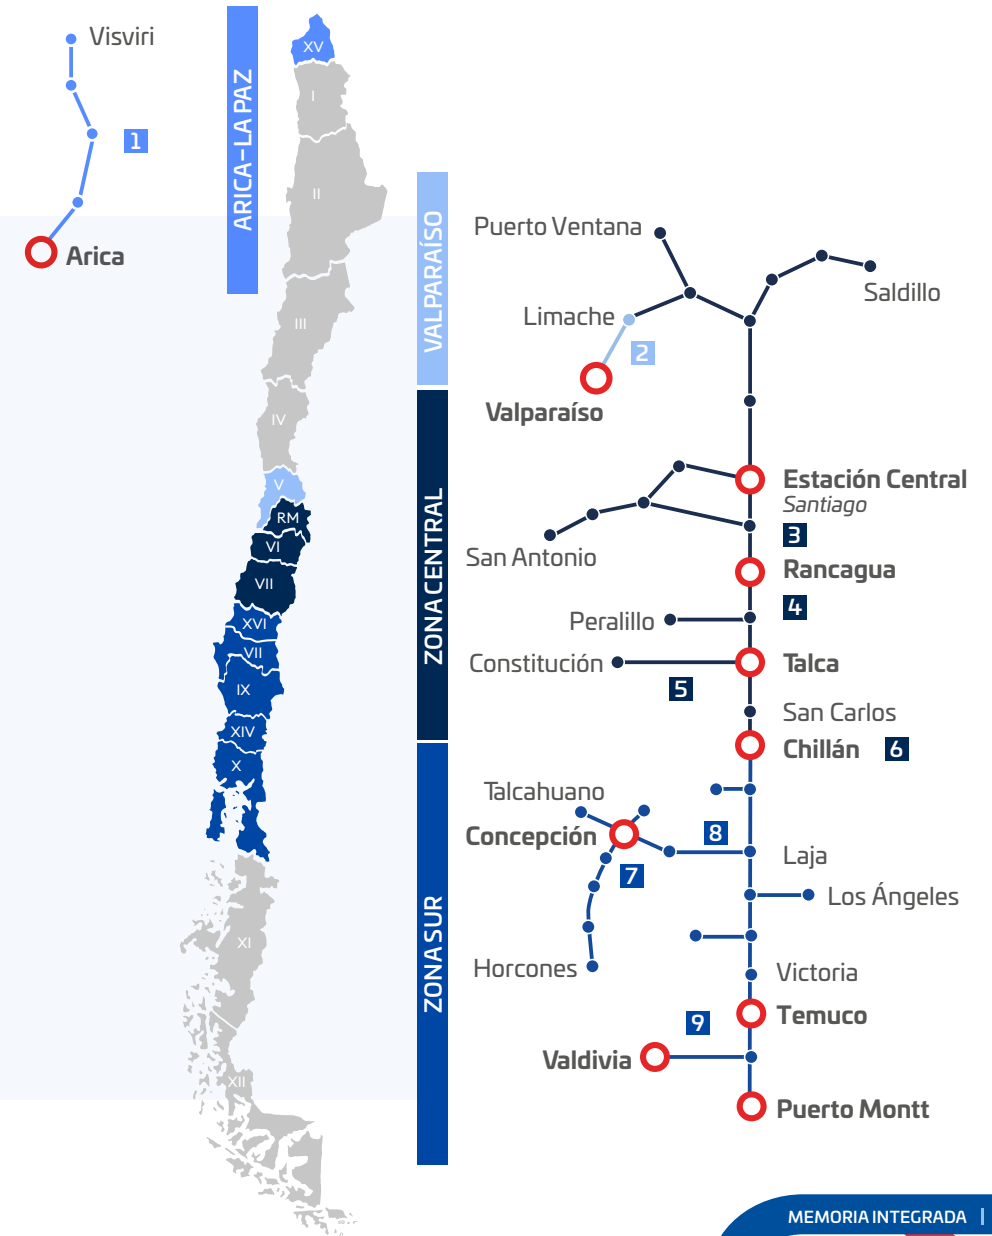 Visviri
1
Arica
ARICA–LA PAZ
XV
I
II
III
IV
V
RM
VI
VII
XVI
VII
IX
XIV
X
XI
XII
VALPARAÍSO
ZONA CENTRAL
ZONA SUR
Puerto Ventana
Saldillo
Limache
2
Valparaíso
Estación Central
Santiago
3
San Antonio
Rancagua
4
Peralillo
Constitución
Talca
5
San Carlos
Chillán 6
Talcahuano
Concepción
8
Laja
7
Los Ángeles
Horcones
Victoria
9
Temuco
Valdivia
Puerto Montt
MEMORIA INTEGRADA |